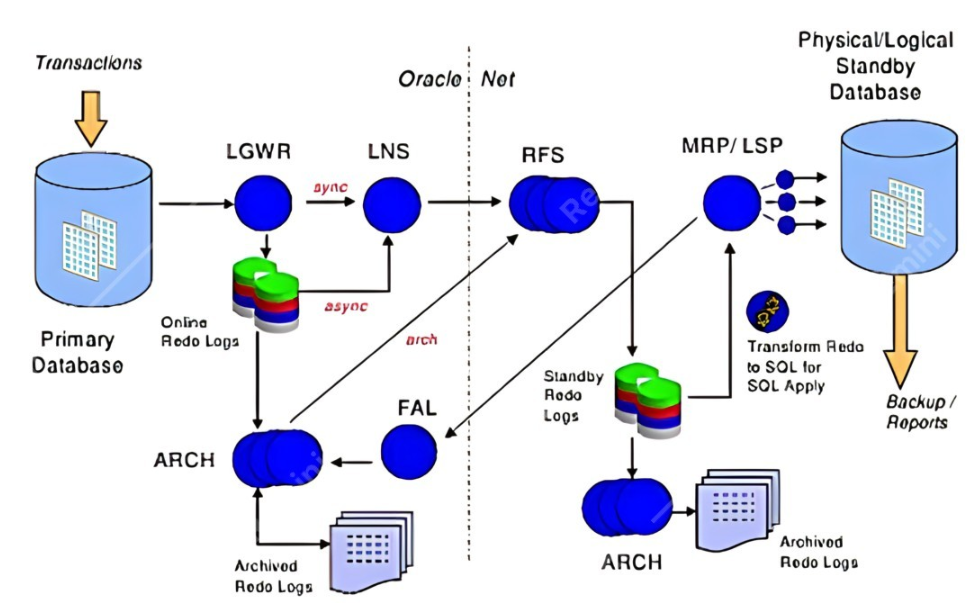 Transactions
Oracle Net
Physical/Logical
Standby
Database
LGWR
LNS
RFS
MRP/ LSP
sync
async
Online
Redo Logs
Primary
Database
arch
FAL
ARCH
Archived
Redo Logs
Standby
Redo
Logs
Transform Redo
to SQL for
SQL Apply
Backup /
Reports
ARCH
Archived
Redo Logs